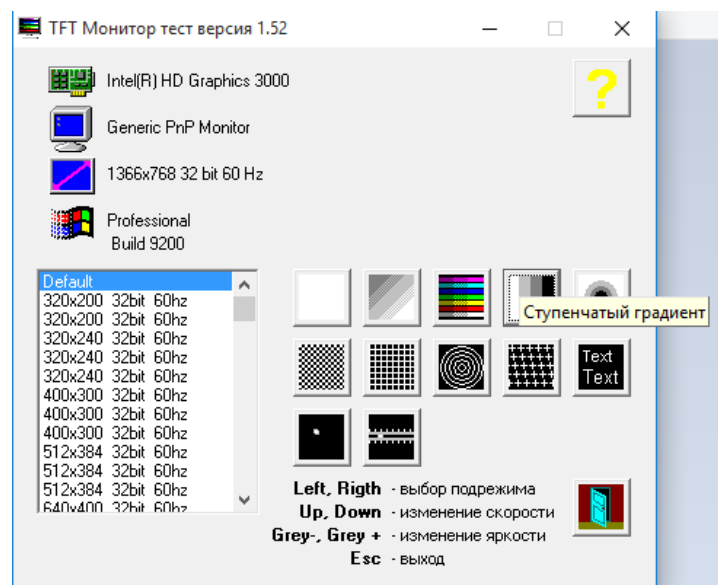 TFT Монитор тест версия 1.52
Intel(R) HD Graphics 3000
?
Generic PnP Monitor
1366x768 32 bit 60 Hz
Professional
Build 9200
Default
320x200 32bit 60hz
320x200 32bit 60hz
320x240 32bit 60hz
320x240 32bit 60hz
320x240 32bit 60hz
400x300 32bit 60hz
400x300 32bit 60hz
400x300 32bit 60hz
512x384 32bit 60hz
512x384 32bit 60hz
512x384 32bit 60hz
640x400 32bit 60hz
Ступенчатый градиент
Text
Text
Left, Rigth - выбор подрежима
Up, Down - изменение скорости
Grey-, Grey + - изменение яркости
Esc - выход